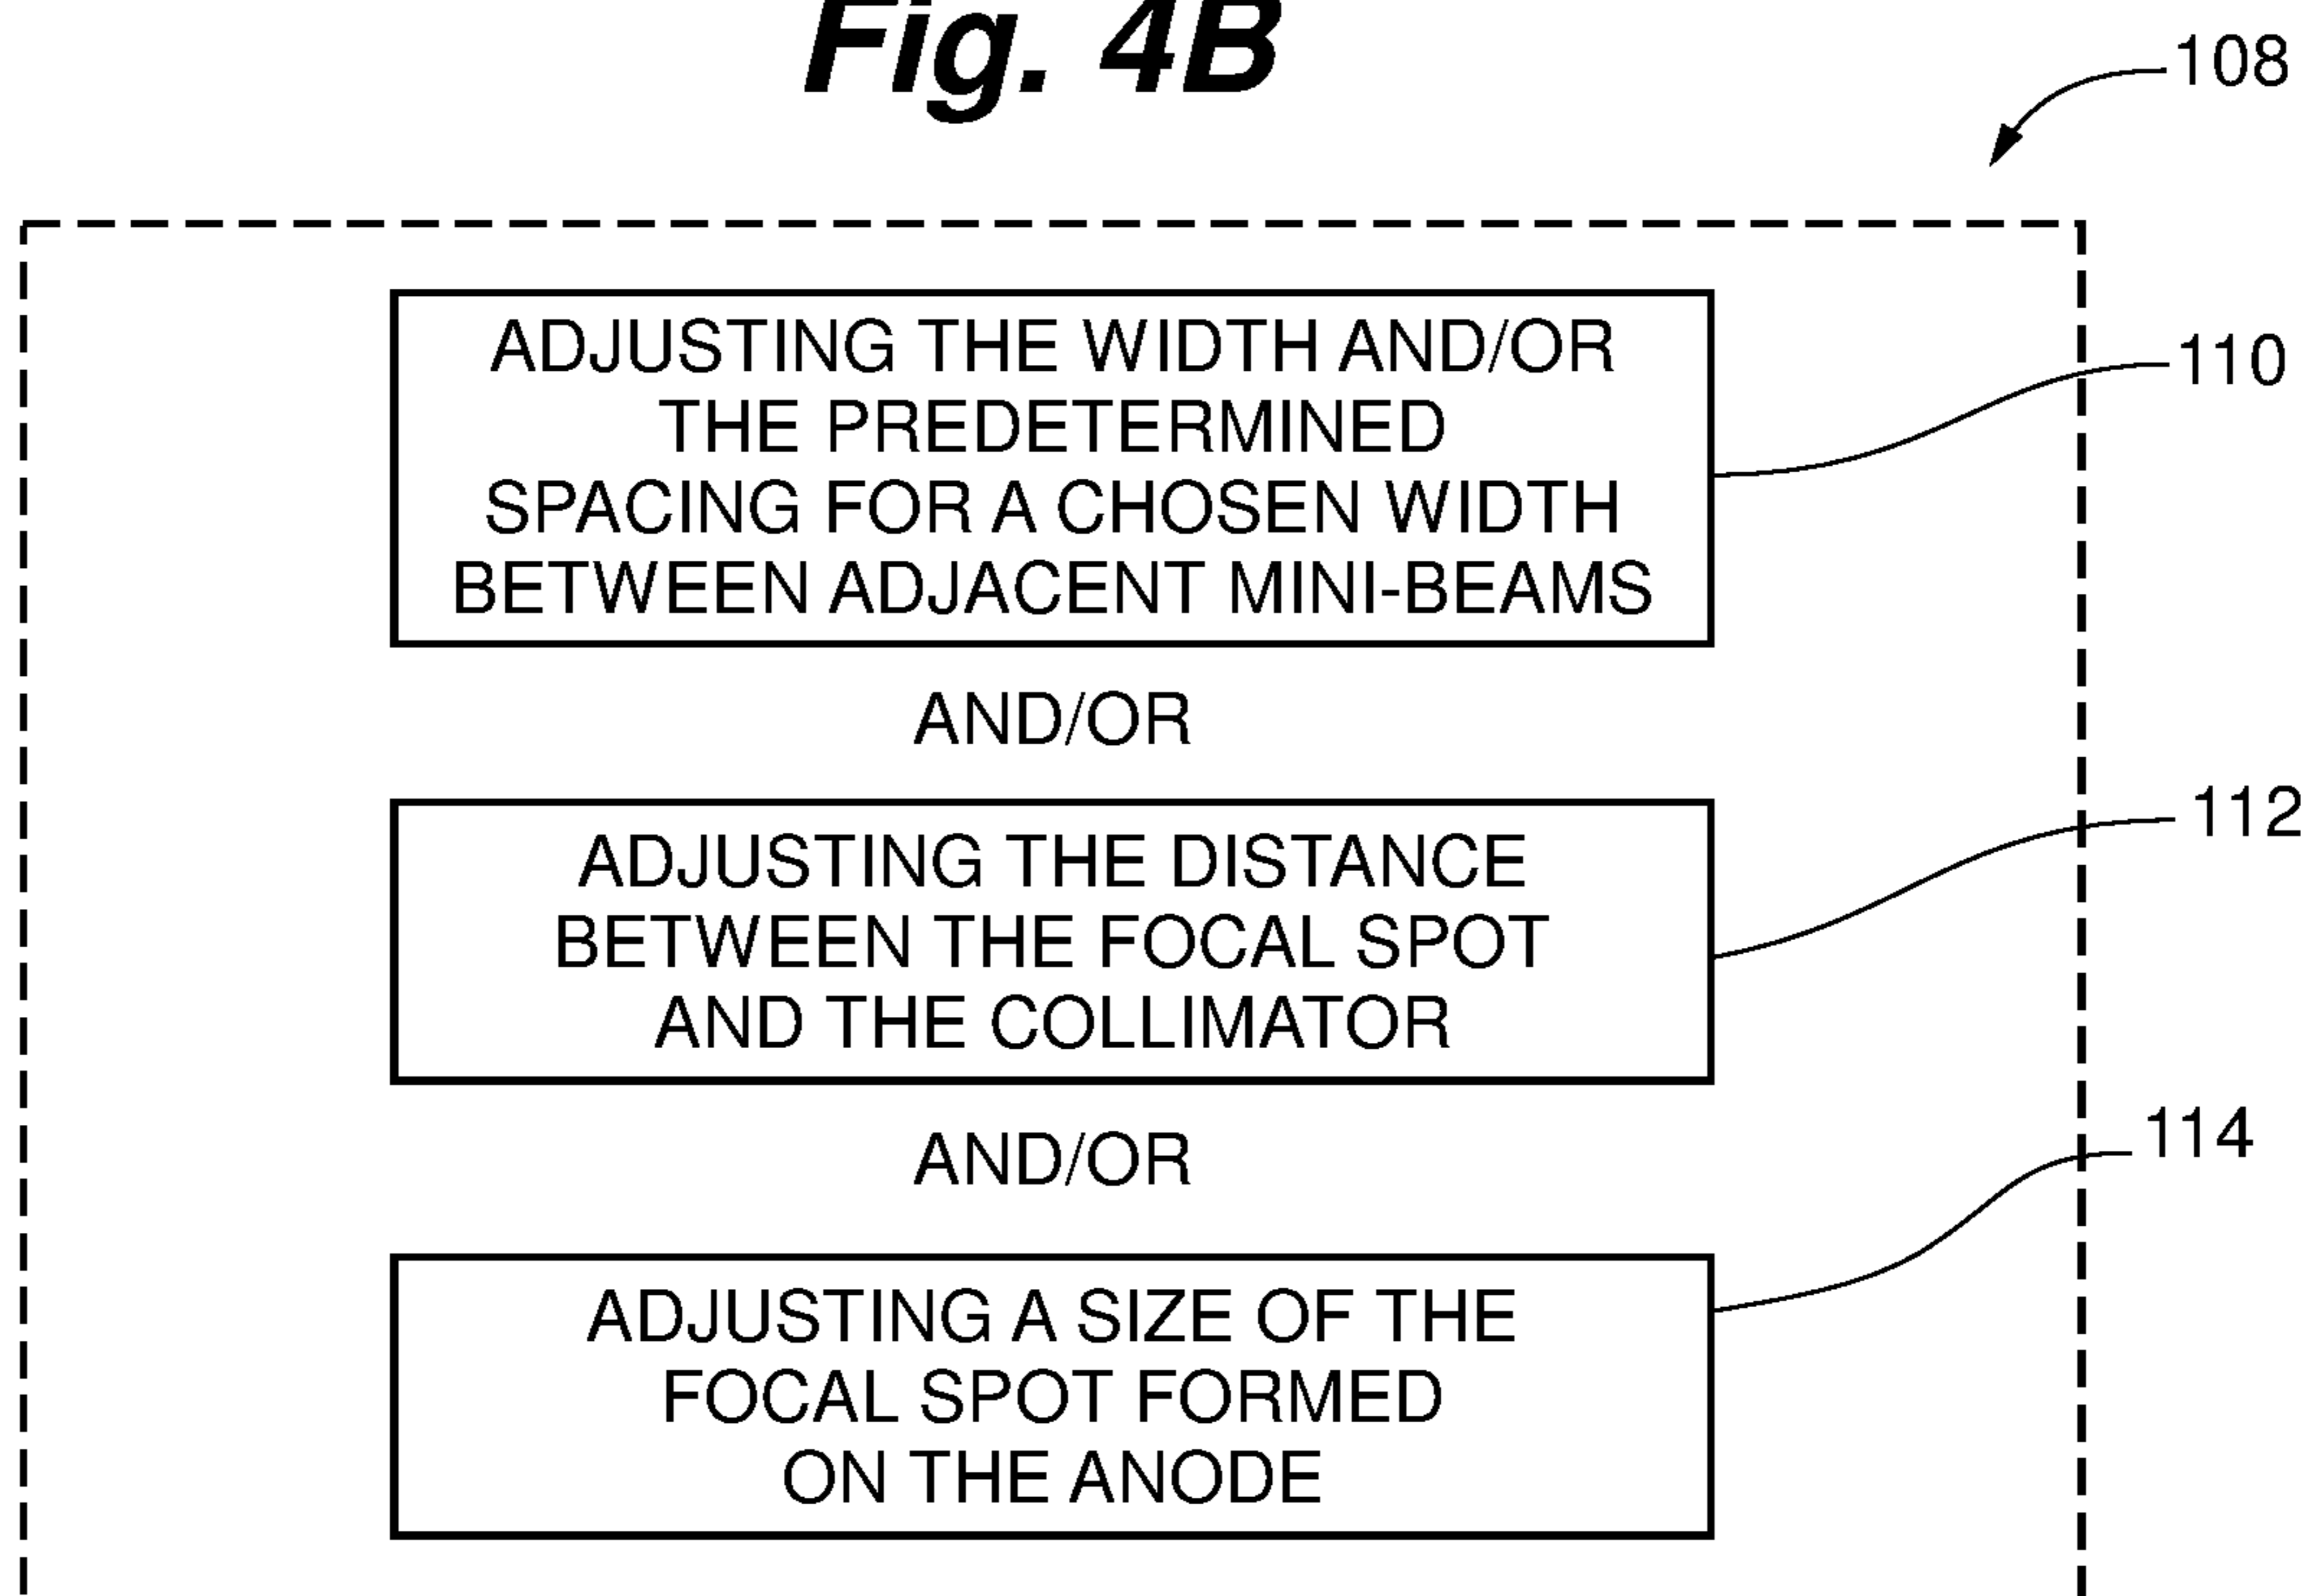 Fig. 4B
108
ADJUSTING THE WIDTH AND/OR
THE PREDETERMINED
SPACING FOR A CHOSEN WIDTH
BETWEEN ADJACENT MINI-BEAMS
110
AND/OR
ADJUSTING THE DISTANCE
BETWEEN THE FOCAL SPOT
AND THE COLLIMATOR
112
AND/OR
114
ADJUSTING A SIZE OF THE
FOCAL SPOT FORMED
ON THE ANODE